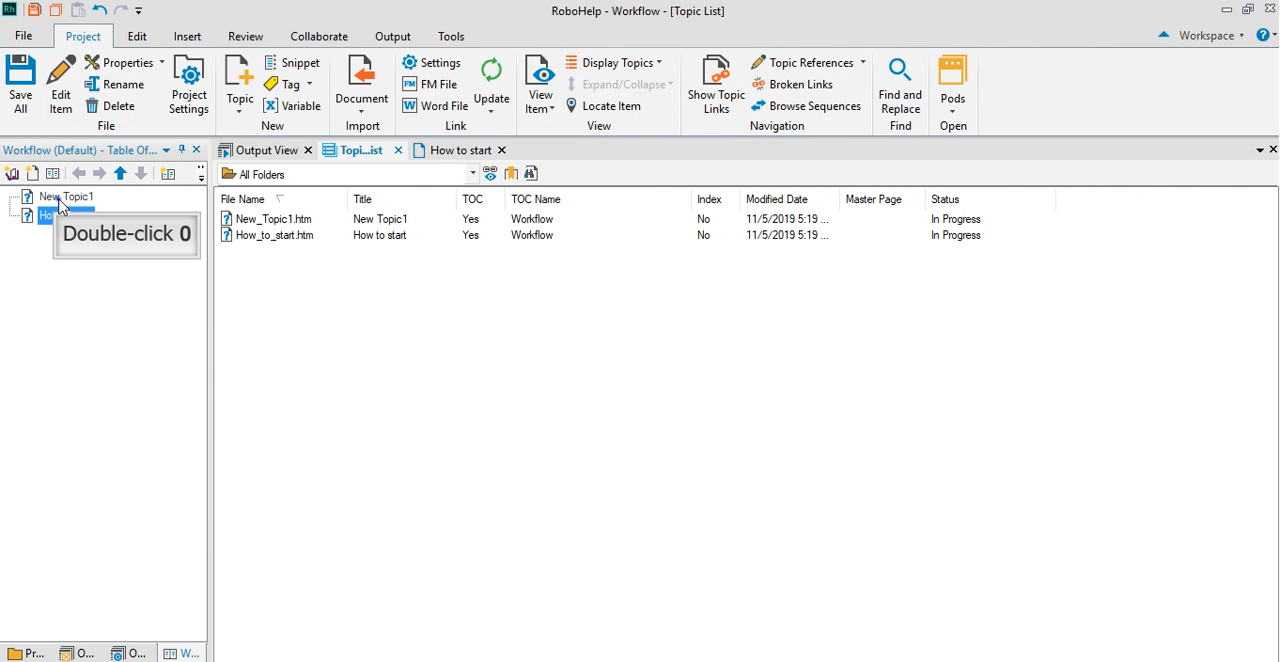 Rh
RoboHelp - Workflow - [Topic List]
File Project Edit Insert Review Collaborate Output Tools Workspace ?
Save All Edit Item Properties Rename Delete Project Settings
File
Topic Snippet Tag Variable
New
Document
Import
Settings FM File Word File Update
Link
View Item Display Topics Expand/Collapse Locate Item
View
Show Topic Links Topic References Broken Links Browse Sequences
Navigation
Find and Replace
Find
Pods
Open
Workflow (Default) - Table Of...
Output View Topi...ist How to start
All Folders
New Topic1
Double-click 0
File Name Title TOC TOC Name Index Modified Date Master Page Status
New_Topic1.htm New Topic1 Yes Workflow No 11/5/2019 5:19 ... In Progress
How_to_start.htm How to start Yes Workflow No 11/5/2019 5:19 ... In Progress
Pr... O... O... W...